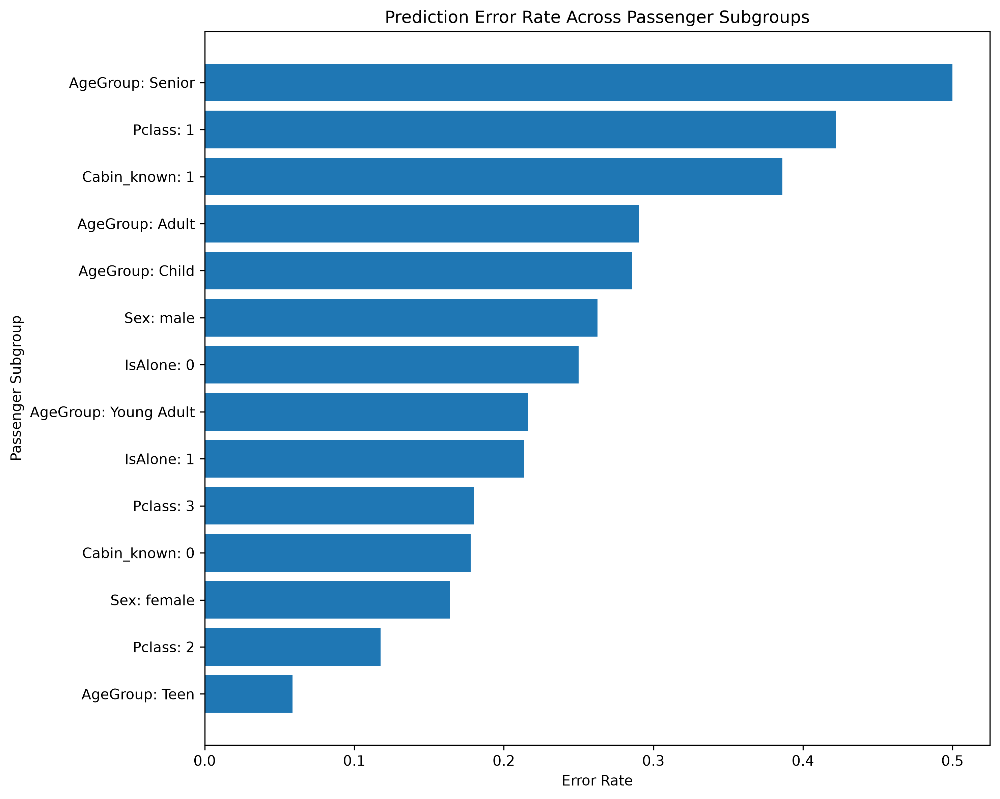 Prediction Error Rate Across Passenger Subgroups
Passenger Subgroup
AgeGroup: Senior
Pclass: 1
Cabin_known: 1
AgeGroup: Adult
AgeGroup: Child
Sex: male
IsAlone: 0
AgeGroup: Young Adult
IsAlone: 1
Pclass: 3
Cabin_known: 0
Sex: female
Pclass: 2
AgeGroup: Teen
0.0 0.1 0.2 0.3 0.4 0.5
Error Rate